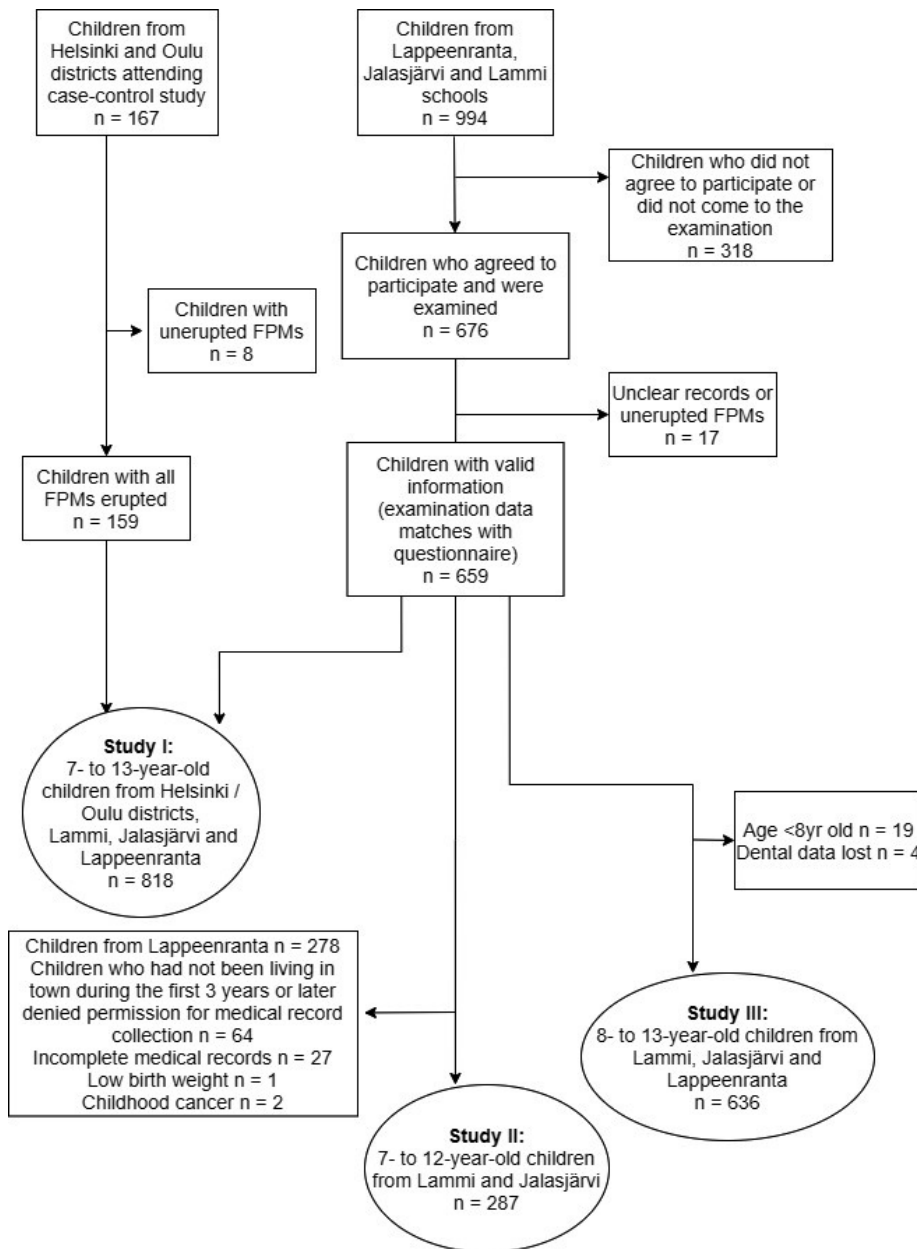 Children from
Helsinki and Oulu
districts attending
case-control study
n = 167
Children from
Lappeenranta,
Jalasjärvi and Lammi
schools
n = 994
Children who did not
agree to participate or
did not come to the
examination
n = 318
Children who agreed to
participate and were
examined
n = 676
Children with
unerupted FPMs
n = 8
Unclear records or
unerupted FPMs
n = 17
Children with all
FPMs erupted
n = 159
Children with valid
information
(examination data
matches with
questionnaire)
n = 659
Study I:
7- to 13-year-old
children from Helsinki /
Oulu districts,
Lammi, Jalasjärvi and
Lappeenranta
n = 818
Age <8yr old n = 19
Dental data lost n = 4
Children from Lappeenranta n = 278
Children who had not been living in
town during the first 3 years or later
denied permission for medical record
collection n = 64
Incomplete medical records n = 27
Low birth weight n = 1
Childhood cancer n = 2
Study III:
8- to 13-year-old children from
Lammi, Jalasjärvi and
Lappeenranta
n = 636
Study II:
7- to 12-year-old children
from Lammi and Jalasjärvi
n = 287